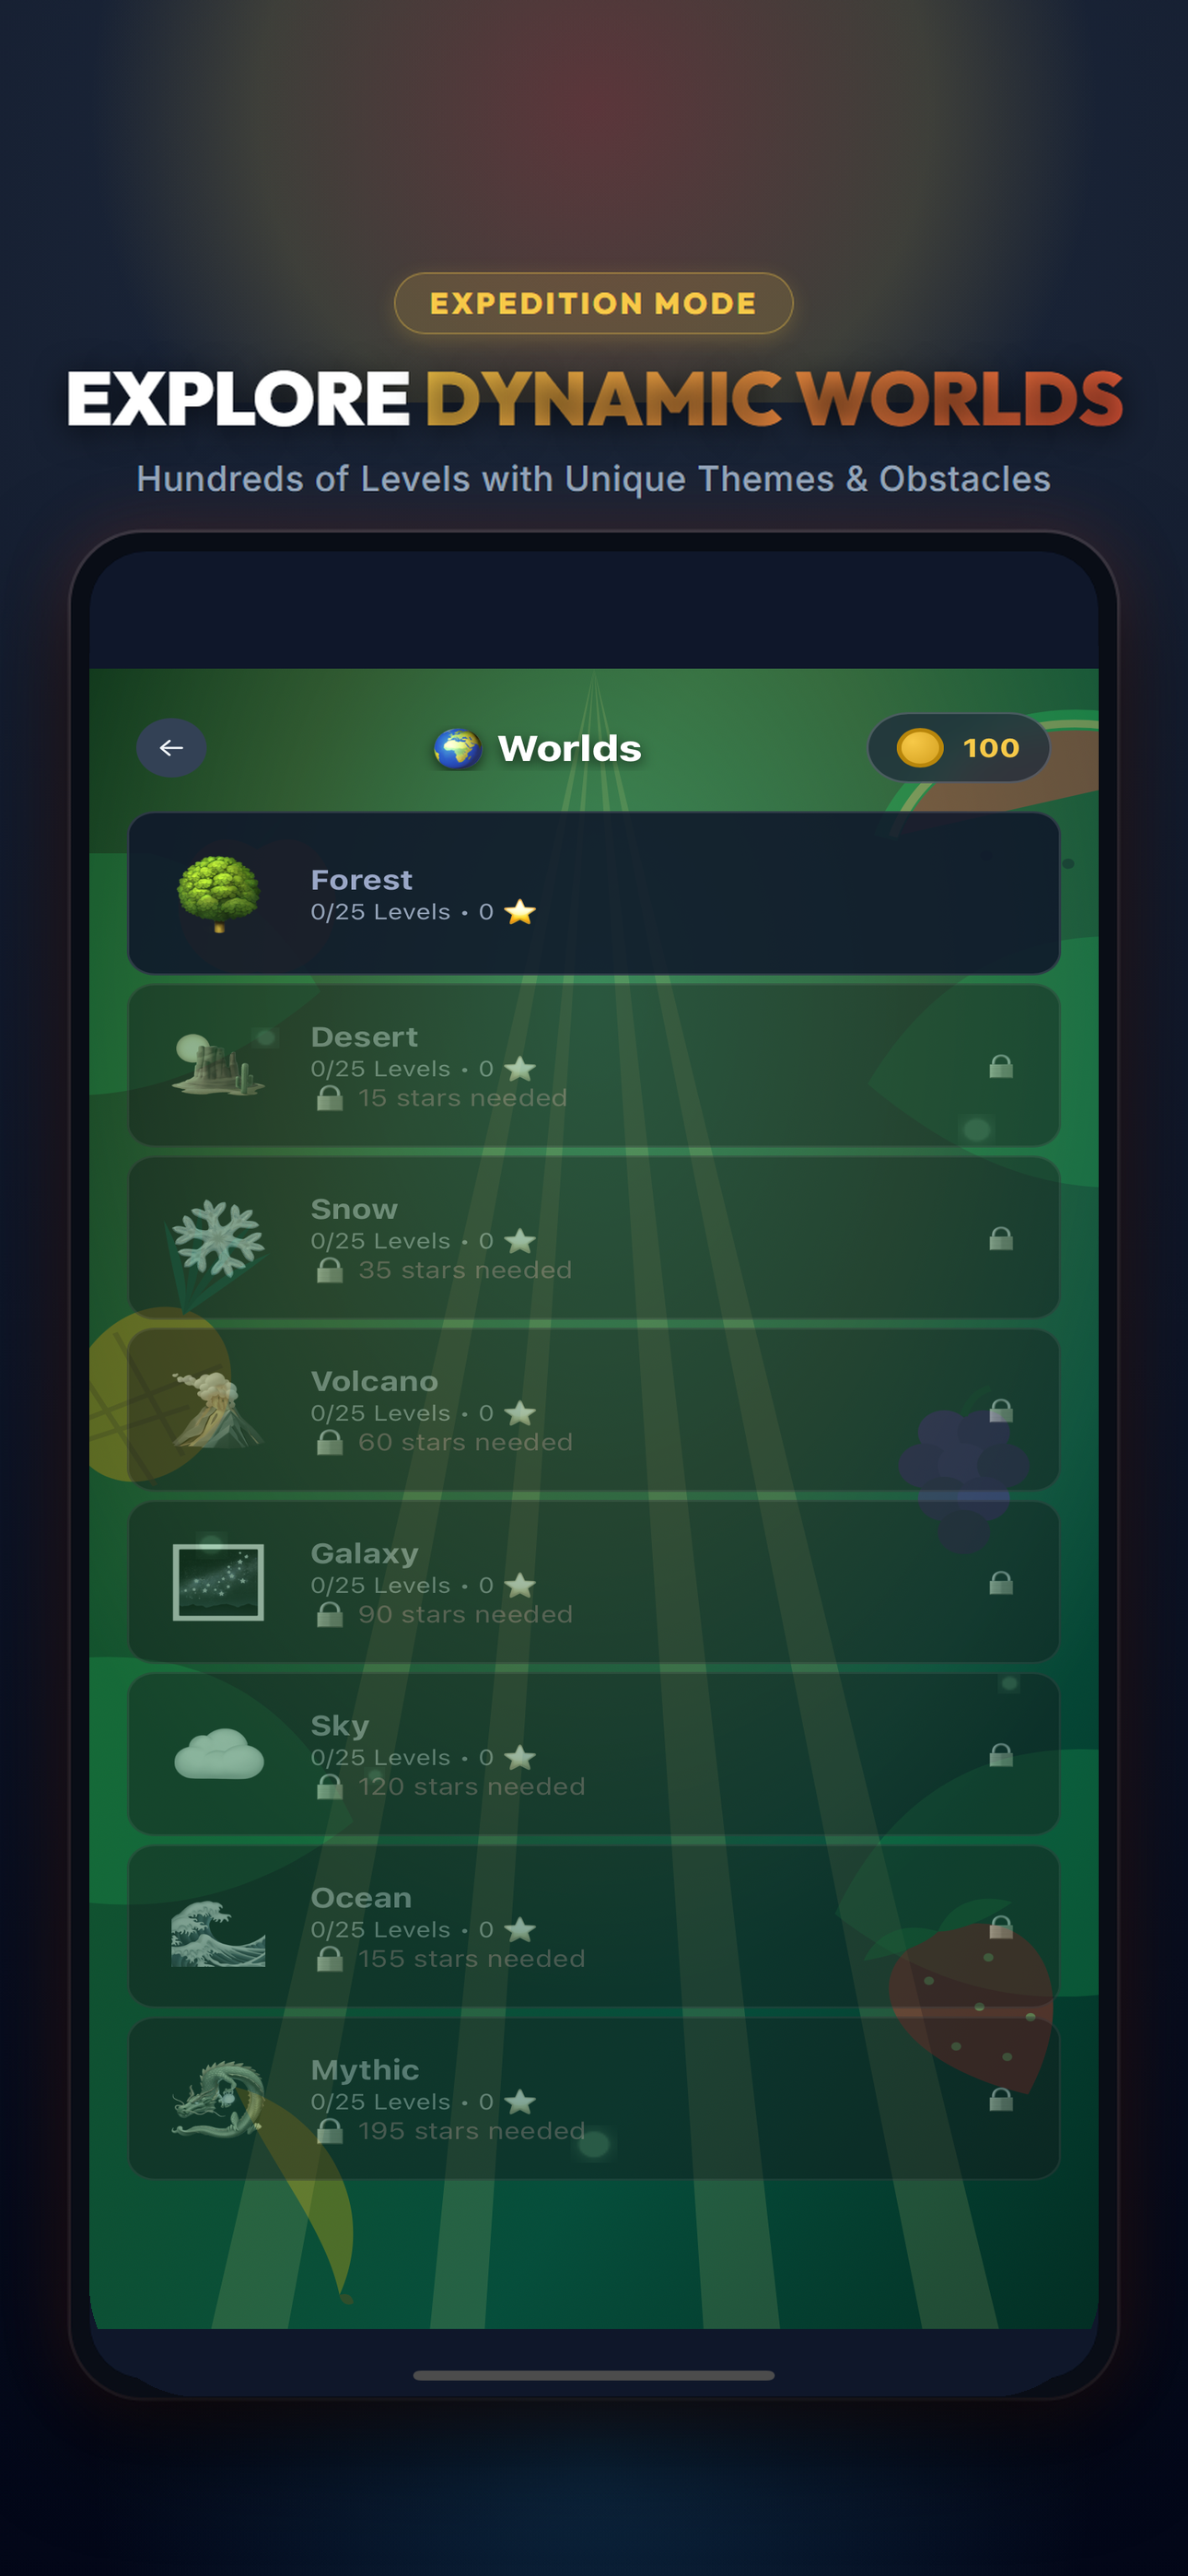 EXPEDITION MODE
EXPLORE DYNAMIC WORLDS
Hundreds of Levels with Unique Themes & Obstacles
Worlds
100
Forest
0/25 Levels • 0
Desert
0/25 Levels • 0
15 stars needed
Snow
0/25 Levels • 0
35 stars needed
Volcano
0/25 Levels • 0
60 stars needed
Galaxy
0/25 Levels • 0
90 stars needed
Sky
0/25 Levels • 0
120 stars needed
Ocean
0/25 Levels • 0
155 stars needed
Mythic
0/25 Levels • 0
195 stars needed